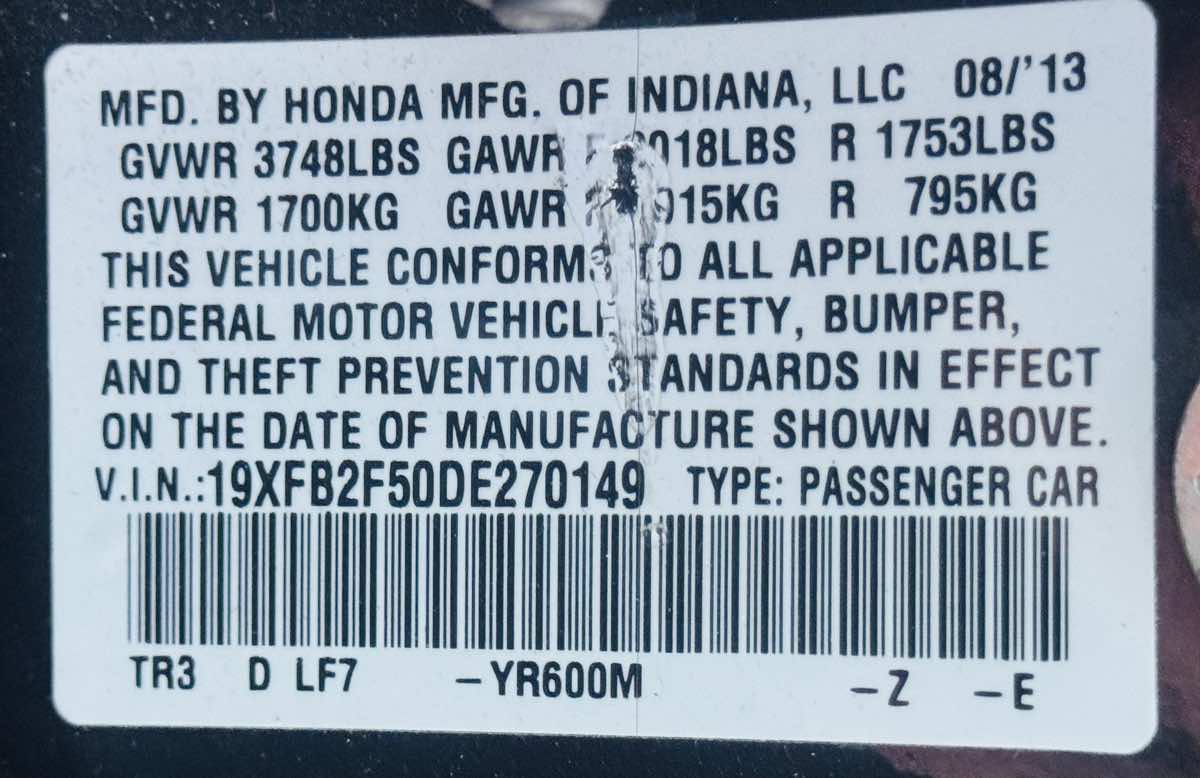 MFD. BY HONDA MFG. OF INDIANA, LLC 08/'13
GVWR 3748LBS GAWR R 1753LBS
GVWR 1700KG GAWR R 795KG
THIS VEHICLE CONFORMS TO ALL APPLICABLE
FEDERAL MOTOR VEHICLE SAFETY, BUMPER,
AND THEFT PREVENTION STANDARDS IN EFFECT
ON THE DATE OF MANUFACTURE SHOWN ABOVE.
V.I.N.:19XFB2F50DE270149 TYPE: PASSENGER CAR
TR3 D LF7 -YR600M -Z -E